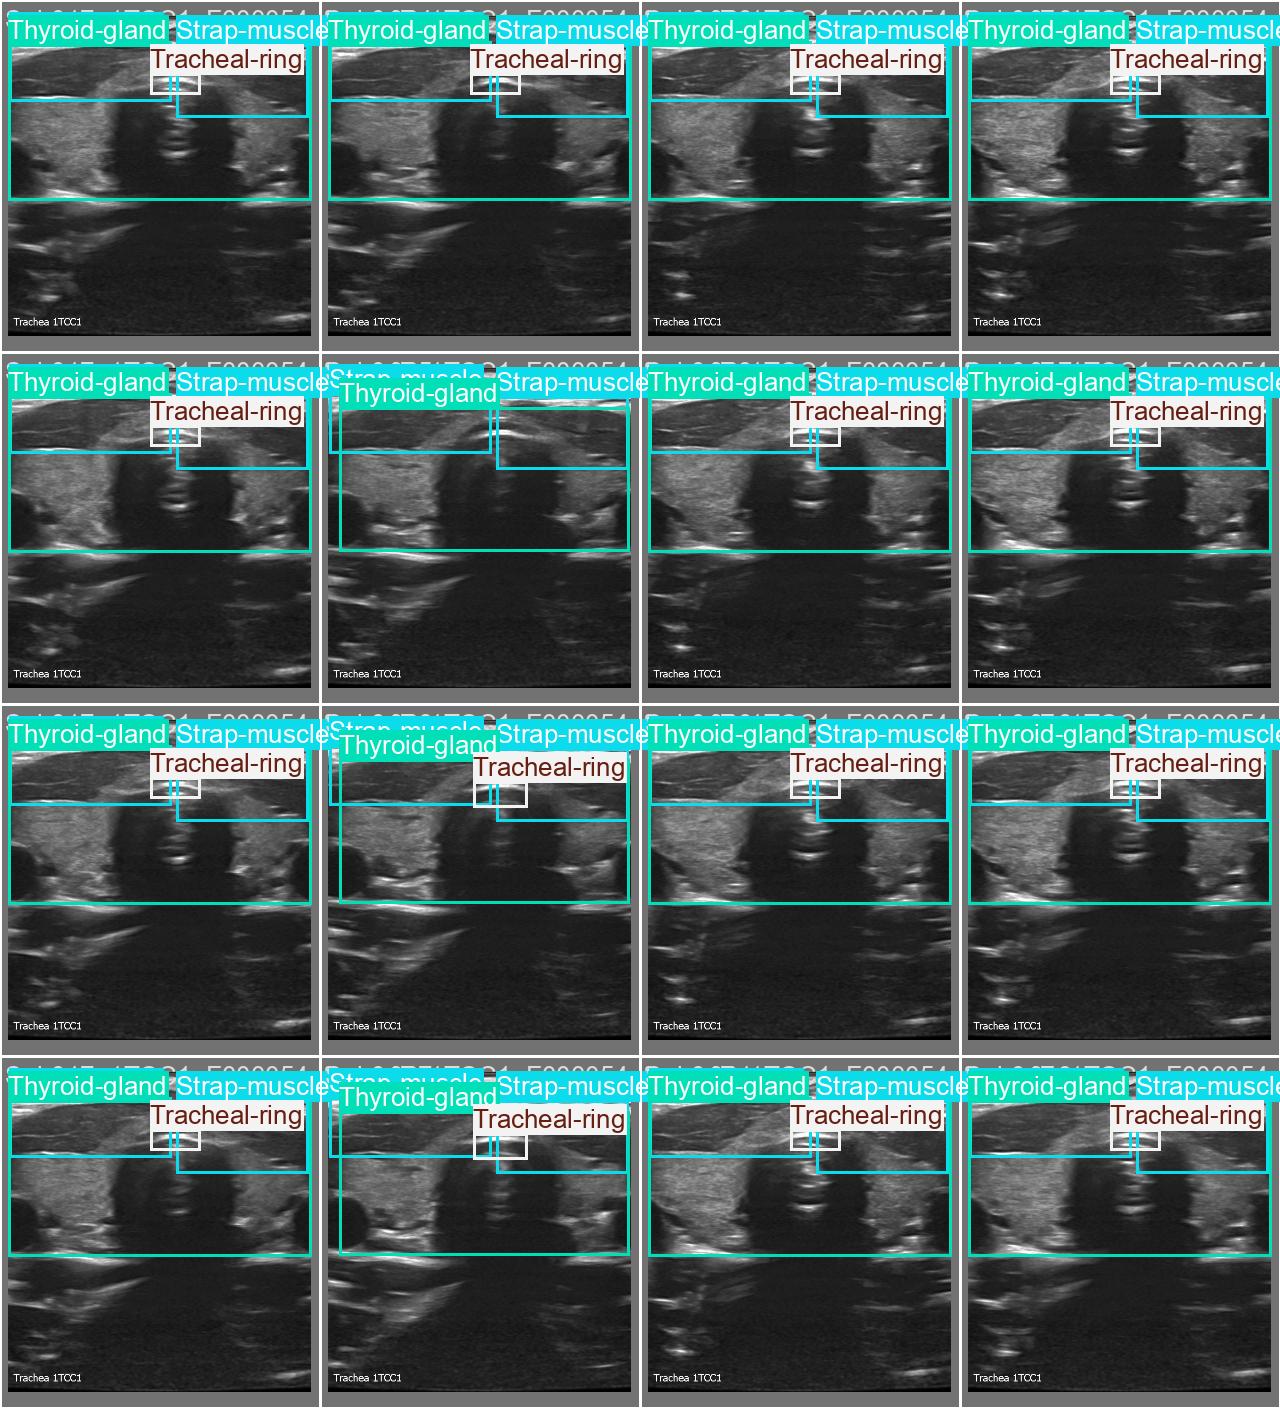 Thyroid-gland Strap-muscle Thyroid-gland Strap-muscle Thyroid-gland Strap-muscle Thyroid-gland Strap-muscle
Tracheal-ring Tracheal-ring Tracheal-ring Tracheal-ring
Trachea 1TCC1 Trachea 1TCC1 Trachea 1TCC1 Trachea 1TCC1
Thyroid-gland Strap-muscle Strap-muscle Strap-muscle Thyroid-gland Strap-muscle Thyroid-gland Strap-muscle
Thyroid-gland
Tracheal-ring Tracheal-ring Tracheal-ring
Trachea 1TCC1 Trachea 1TCC1 Trachea 1TCC1 Trachea 1TCC1
Thyroid-gland Strap-muscle Strap-muscle Strap-muscle Thyroid-gland Strap-muscle Thyroid-gland Strap-muscle
Thyroid-gland
Tracheal-ring Tracheal-ring Tracheal-ring Tracheal-ring
Trachea 1TCC1 Trachea 1TCC1 Trachea 1TCC1 Trachea 1TCC1
Thyroid-gland Strap-muscle Strap-muscle Strap-muscle Thyroid-gland Strap-muscle Thyroid-gland Strap-muscle
Thyroid-gland
Tracheal-ring Tracheal-ring Tracheal-ring Tracheal-ring
Trachea 1TCC1 Trachea 1TCC1 Trachea 1TCC1 Trachea 1TCC1